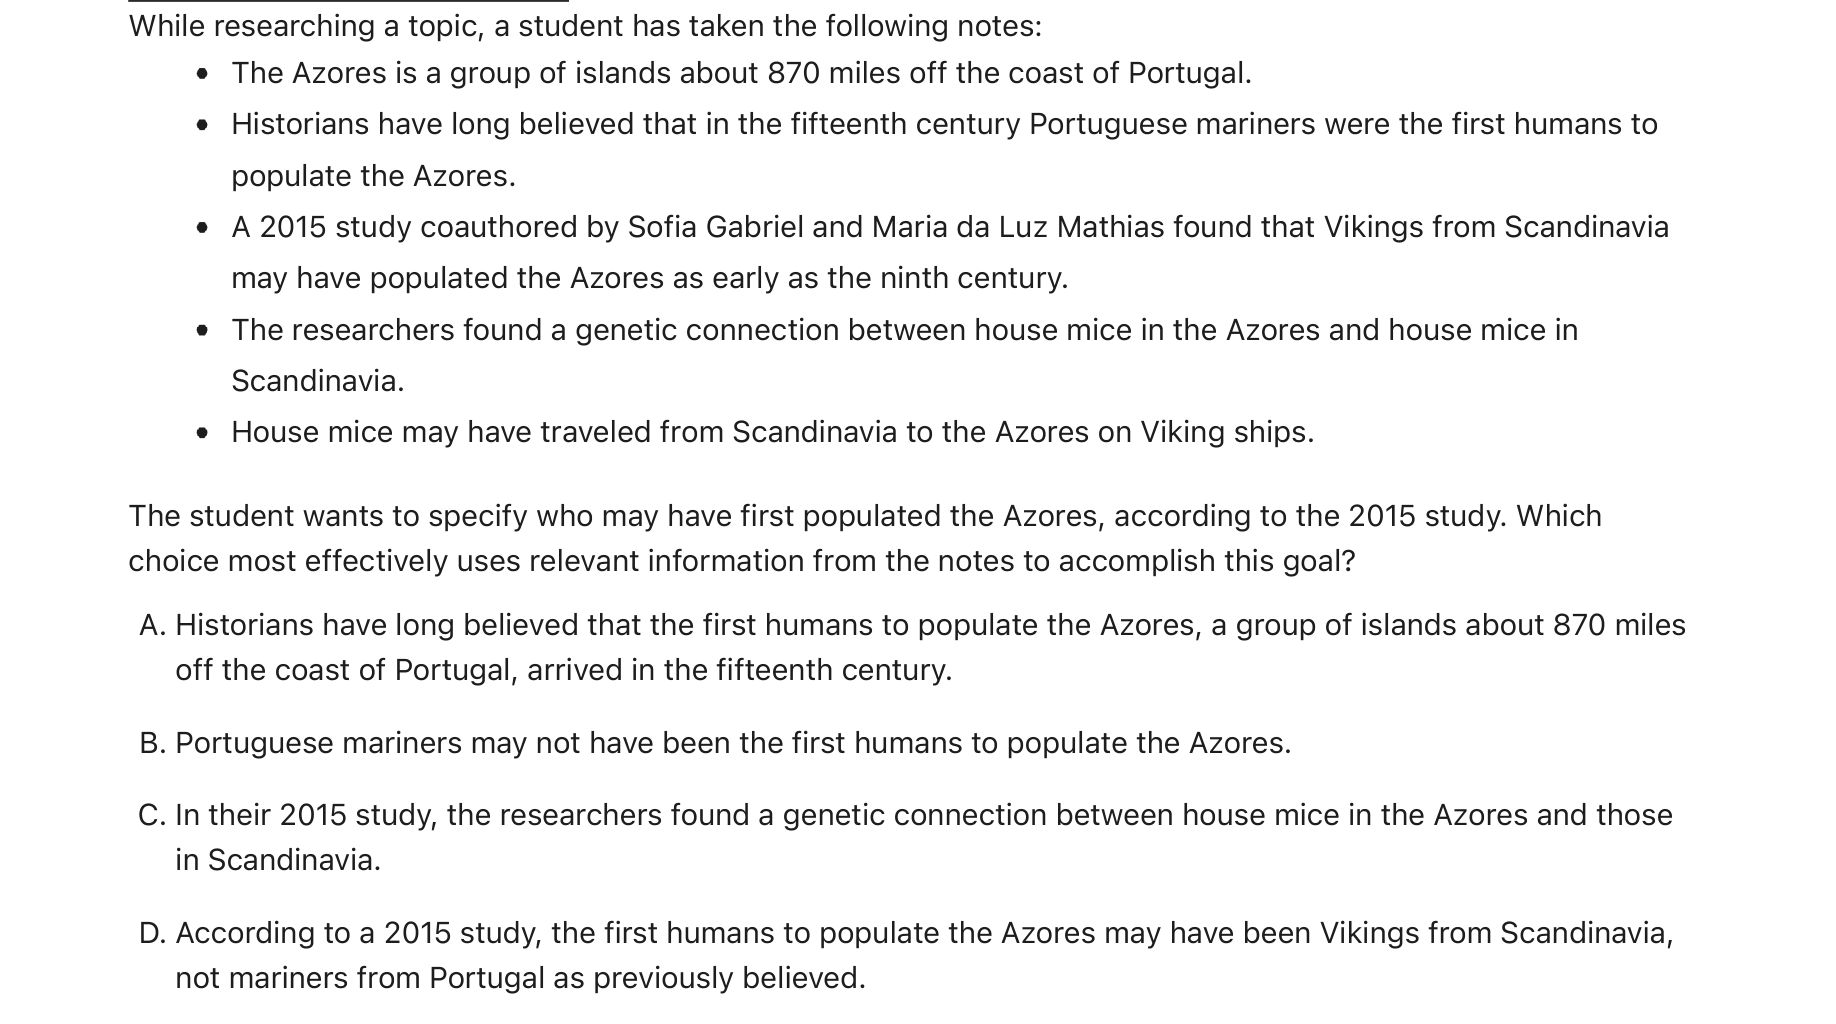 While researching a topic, a student has taken the following notes:
• The Azores is a group of islands about 870 miles off the coast of Portugal.
• Historians have long believed that in the fifteenth century Portuguese mariners were the first humans to
populate the Azores.
• A 2015 study coauthored by Sofia Gabriel and Maria da Luz Mathias found that Vikings from Scandinavia
may have populated the Azores as early as the ninth century.
• The researchers found a genetic connection between house mice in the Azores and house mice in
Scandinavia.
• House mice may have traveled from Scandinavia to the Azores on Viking ships.
The student wants to specify who may have first populated the Azores, according to the 2015 study. Which
choice most effectively uses relevant information from the notes to accomplish this goal?
A. Historians have long believed that the first humans to populate the Azores, a group of islands about 870 miles
off the coast of Portugal, arrived in the fifteenth century.
B. Portuguese mariners may not have been the first humans to populate the Azores.
C. In their 2015 study, the researchers found a genetic connection between house mice in the Azores and those
in Scandinavia.
D. According to a 2015 study, the first humans to populate the Azores may have been Vikings from Scandinavia,
not mariners from Portugal as previously believed.